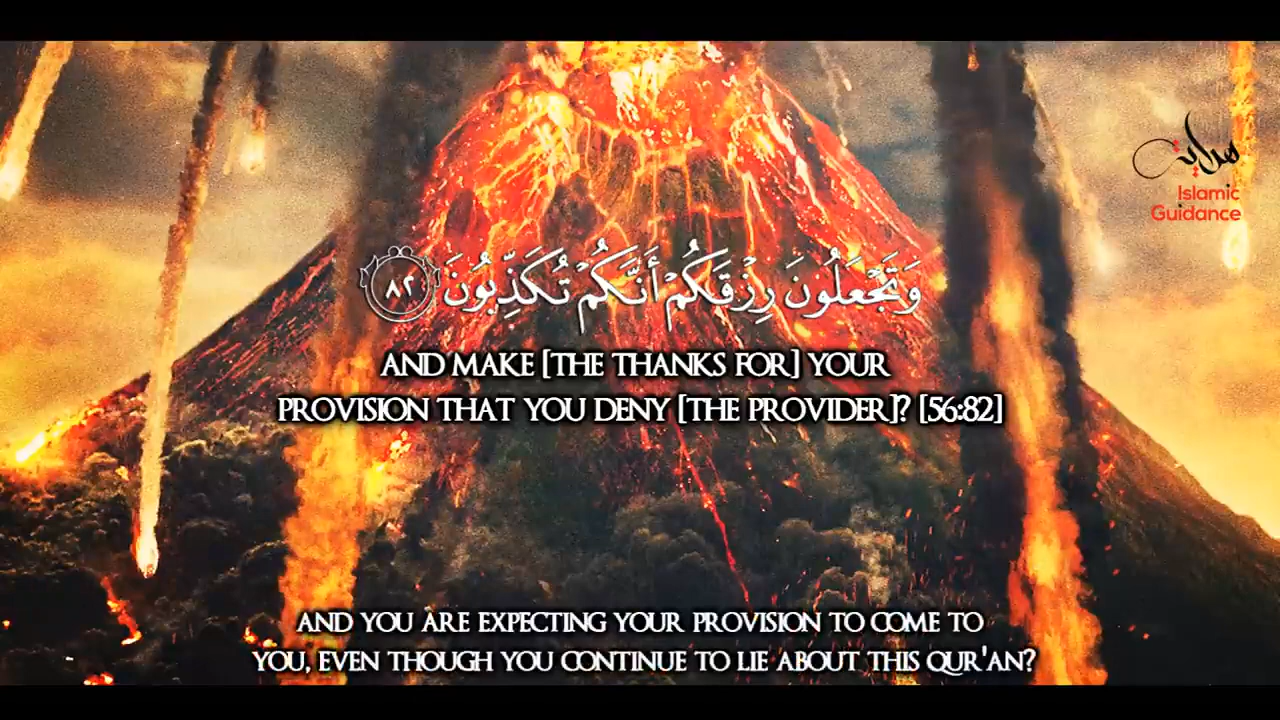 هداية
Islamic
Guidance
وَتَجْعَلُونَ رِزْقَكُمْ أَنَّكُمْ تُكَذِّبُونَ ٨٢
AND MAKE [THE THANKS FOR] YOUR
PROVISION THAT YOU DENY [THE PROVIDER]? [56:82]
AND YOU ARE EXPECTING YOUR PROVISION TO COME TO
YOU, EVEN THOUGH YOU CONTINUE TO LIE ABOUT THIS QUR'AN?